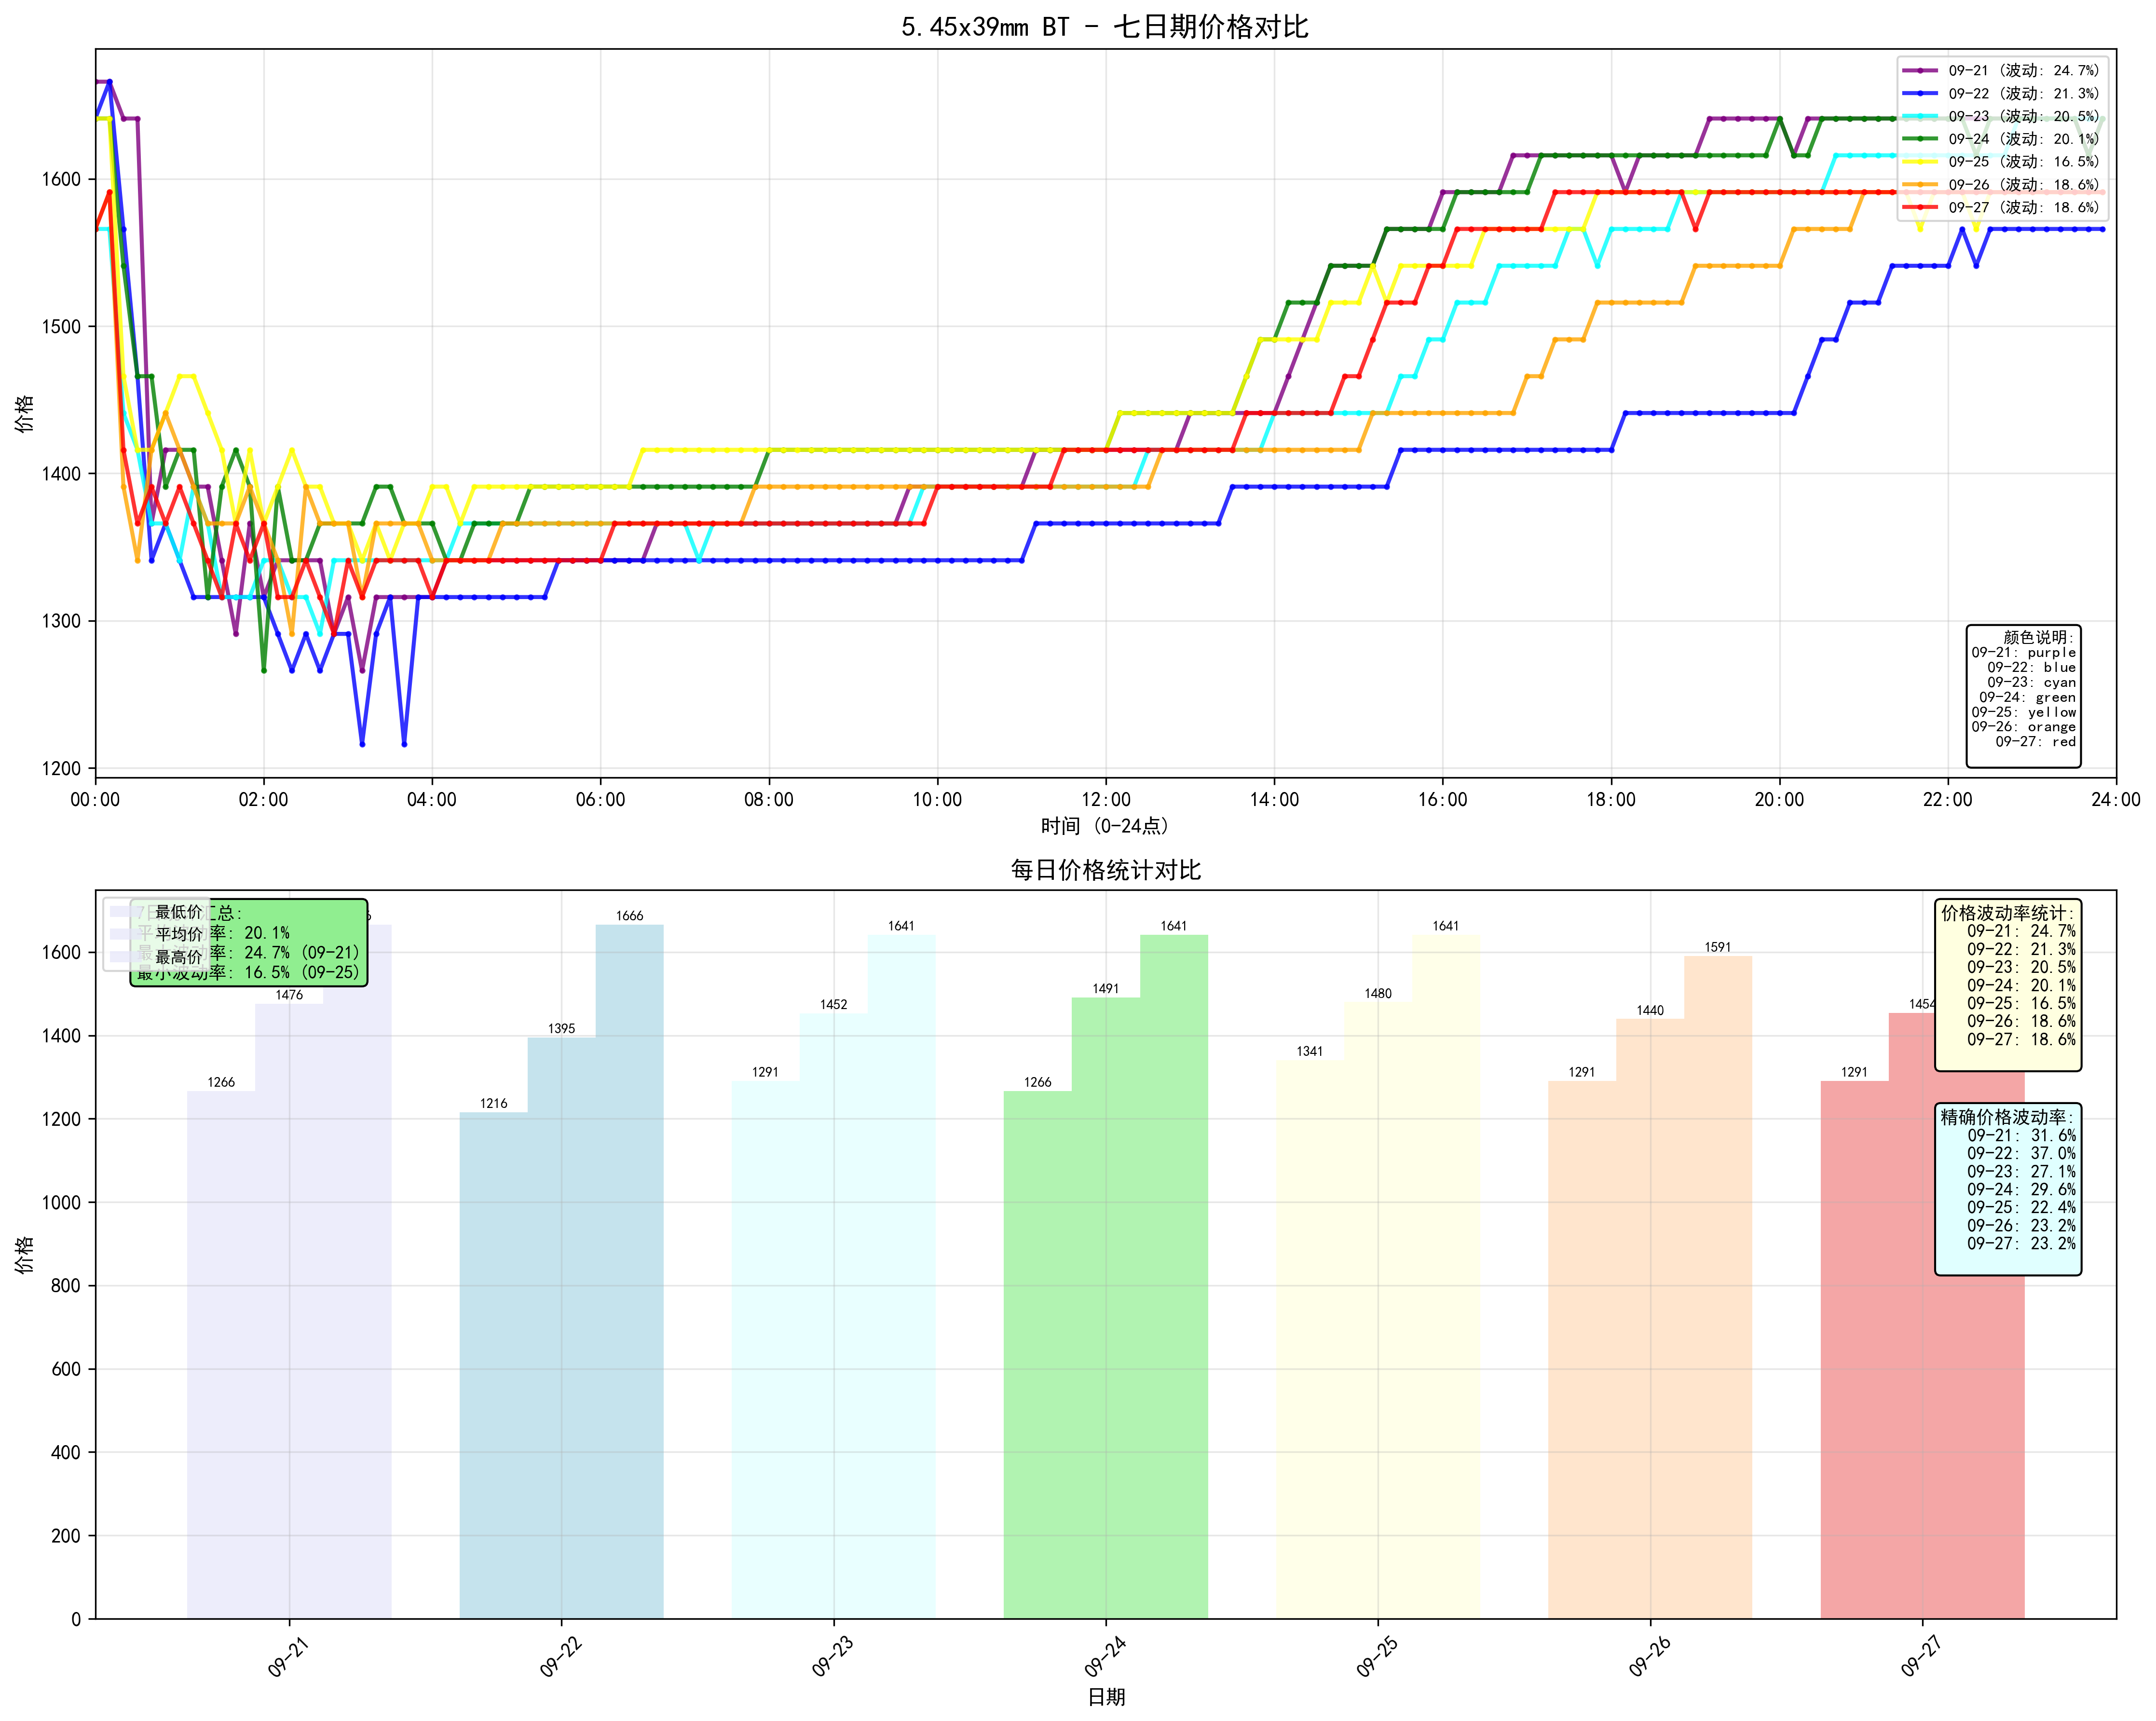 5.45x39mm BT - 七日期价格对比
价格
1600
1500
1400
1300
1200
09-21 (波动: 24.7%)
09-22 (波动: 21.3%)
09-23 (波动: 20.5%)
09-24 (波动: 20.1%)
09-25 (波动: 16.5%)
09-26 (波动: 18.6%)
09-27 (波动: 18.6%)
颜色说明:
09-21: purple
09-22: blue
09-23: cyan
09-24: green
09-25: yellow
09-26: orange
09-27: red
00:00 02:00 04:00 06:00 08:00 10:00 12:00 14:00 16:00 18:00 20:00 22:00 24:00
时间 (0-24点)
每日价格统计对比
价格
1600
1400
1200
1000
800
600
400
200
0
最低价
平均价
最高价
汇总:
率: 20.1%
率: 24.7% (09-21)
最小波动率: 16.5% (09-25)
1266 1476
1216 1395 1666
1291 1452 1641
1266 1491 1641
1341 1480 1641
1291 1440 1591
1291 1454
价格波动率统计:
09-21: 24.7%
09-22: 21.3%
09-23: 20.5%
09-24: 20.1%
09-25: 16.5%
09-26: 18.6%
09-27: 18.6%
精确价格波动率:
09-21: 31.6%
09-22: 37.0%
09-23: 27.1%
09-24: 29.6%
09-25: 22.4%
09-26: 23.2%
09-27: 23.2%
09-21 09-22 09-23 09-24 09-25 09-26 09-27
日期